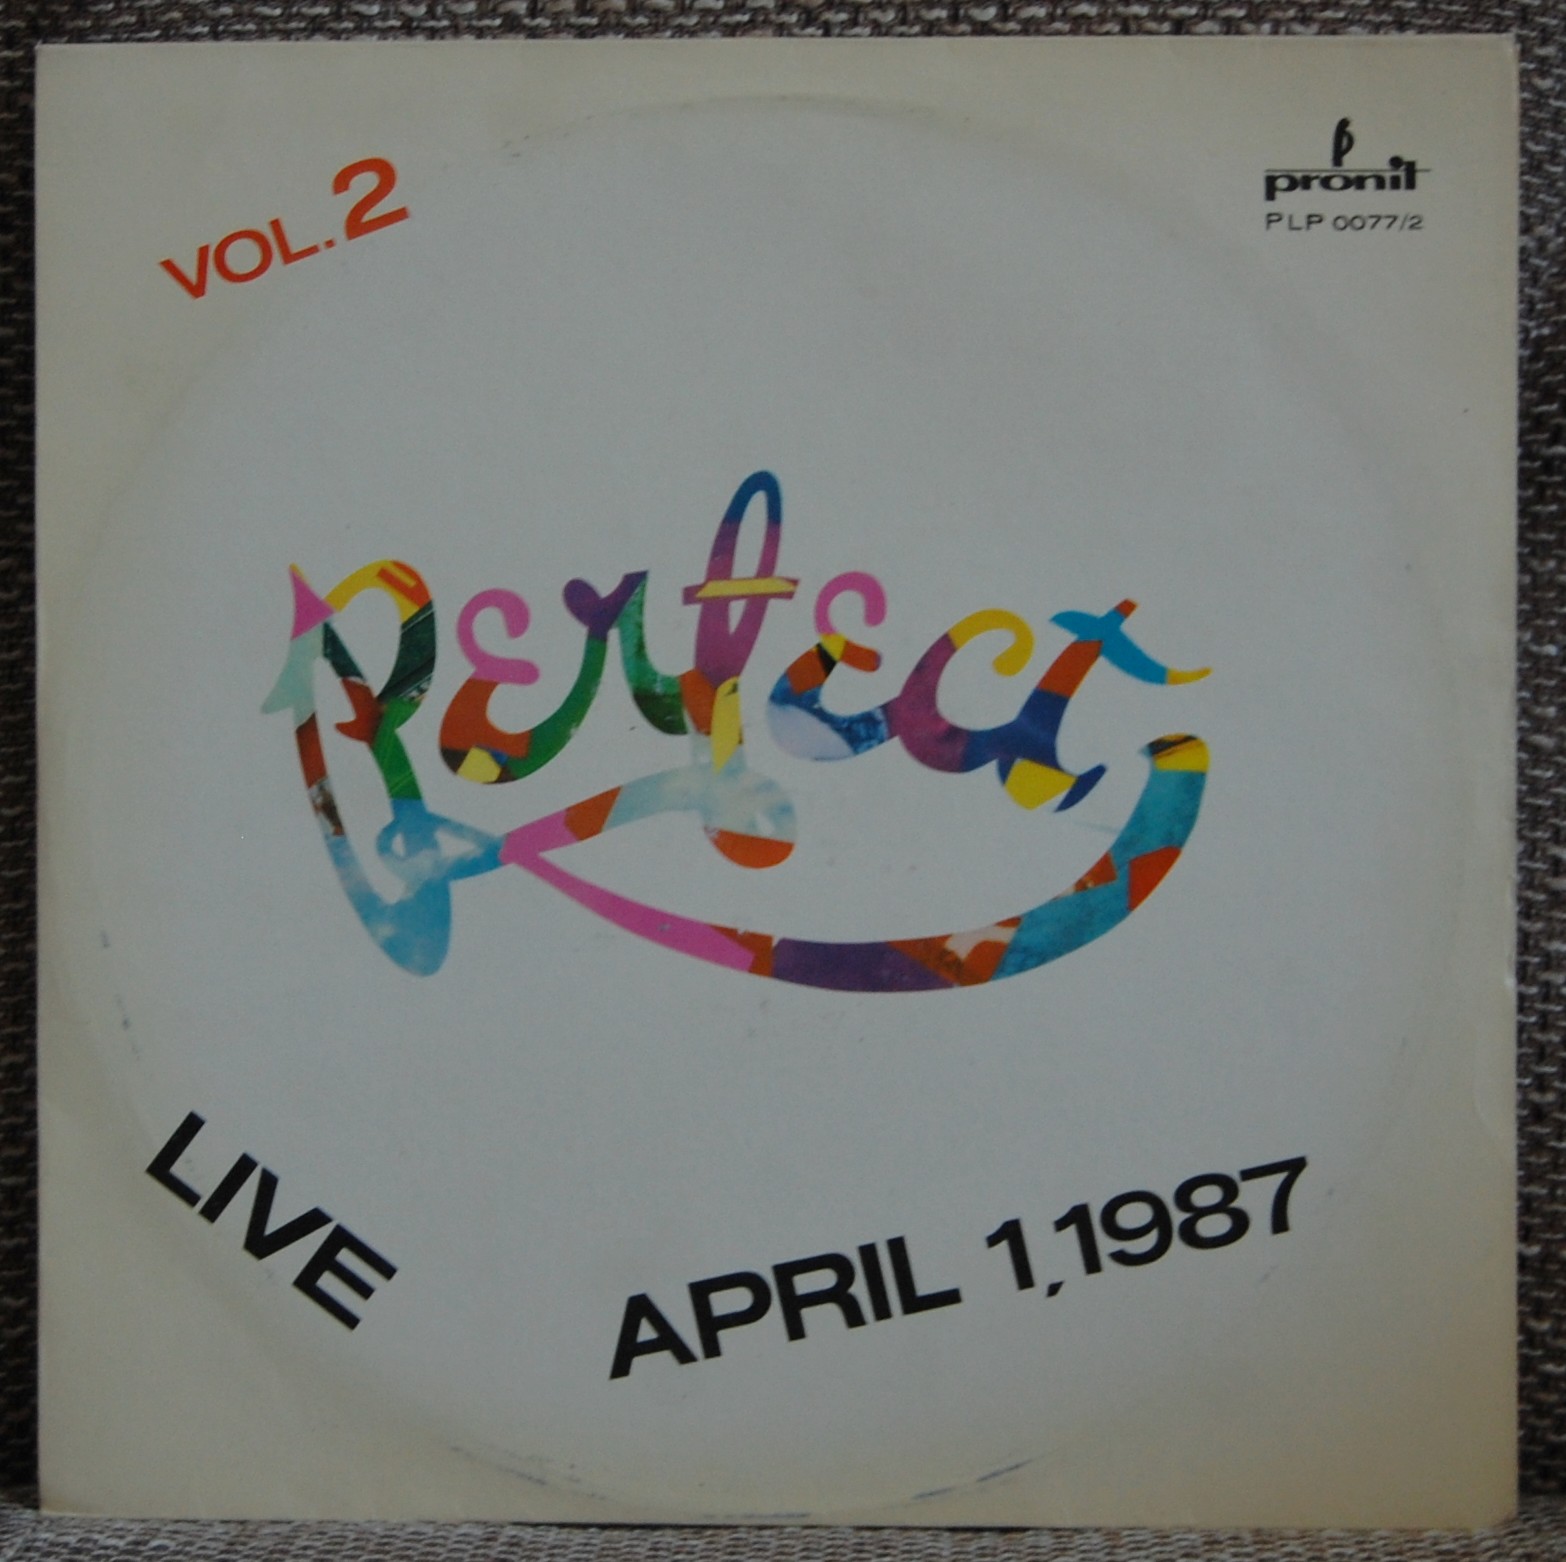 VOL. 2
pronit
PLP 0077/2
Perfect
LIVE
APRIL 1, 1987